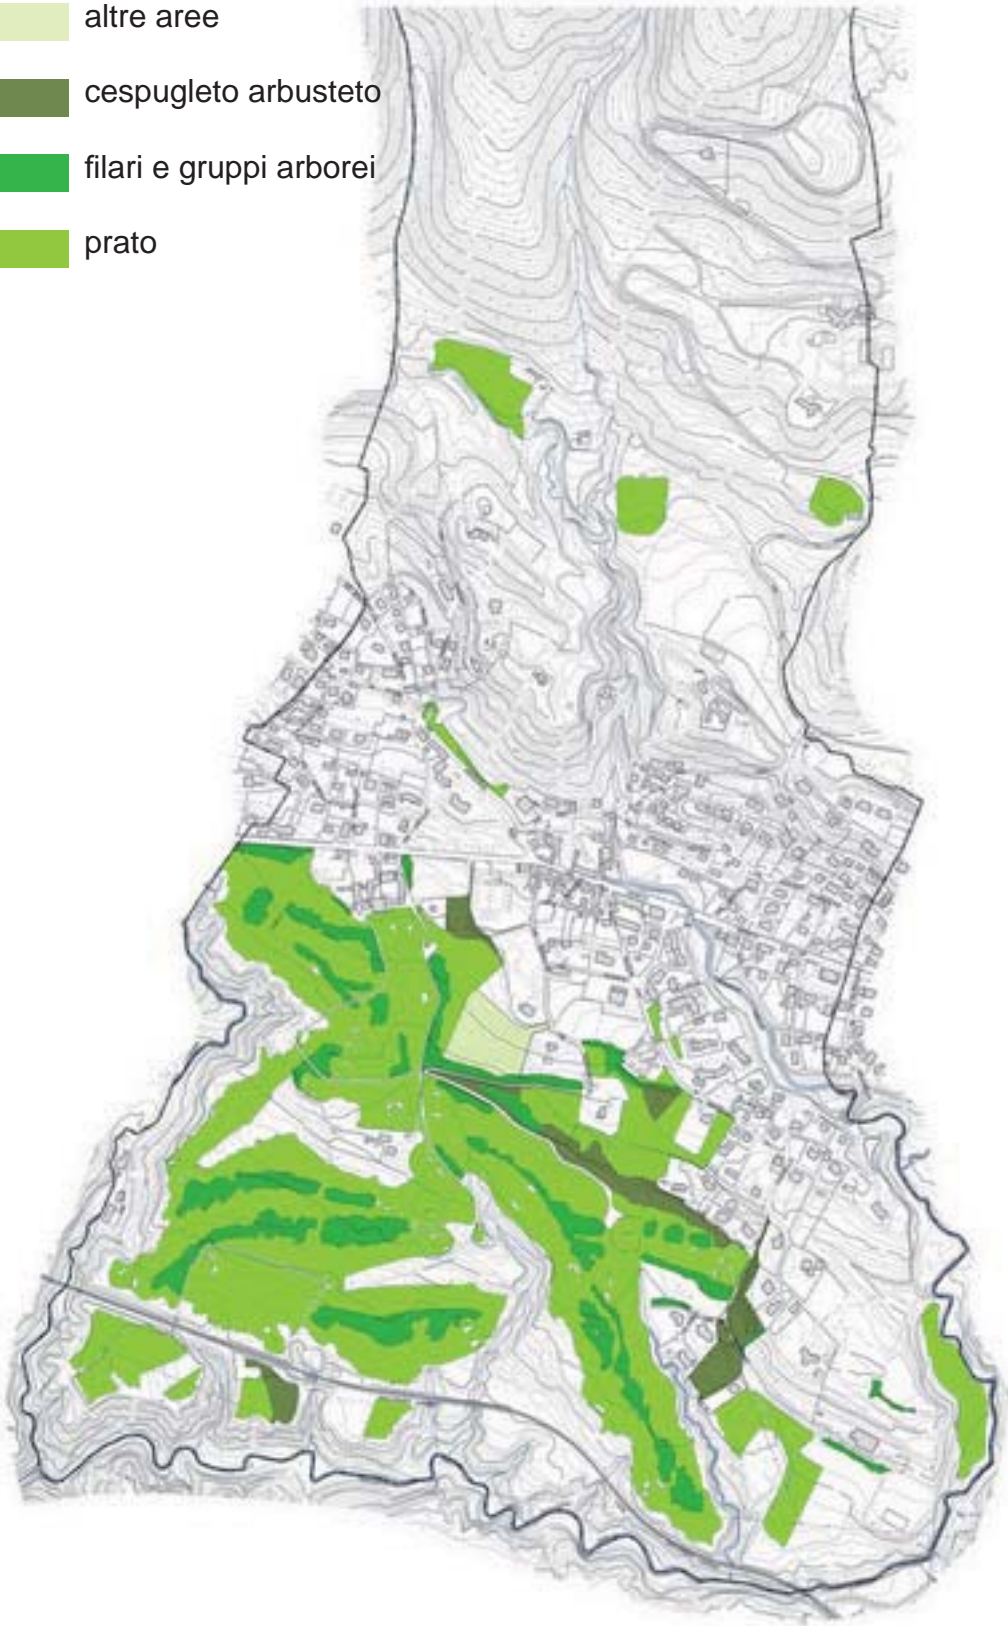 altre aree
cespugleto arbusteto
filari e gruppi arborei
prato